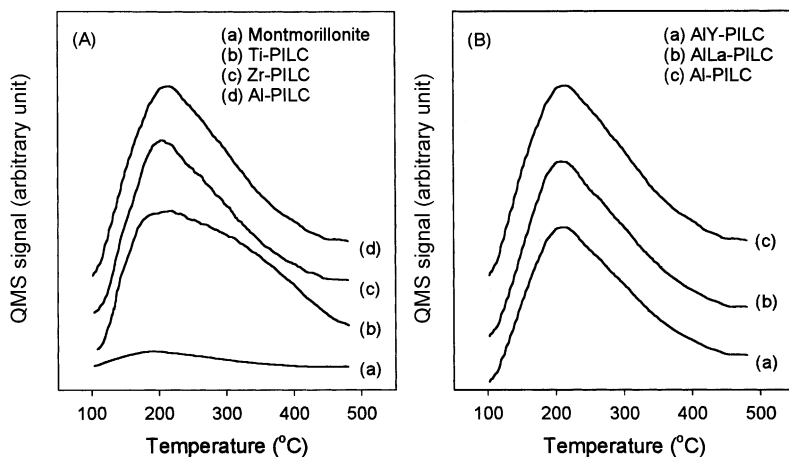 (A)
(a) Montmorillonite
(b) Ti-PILC
(c) Zr-PILC
(d) Al-PILC
(d)
(c)
(b)
(a)
QMS signal (arbitrary unit)
100 200 300 400 500
Temperature (°C)
(B)
(a) AlY-PILC
(b) AlLa-PILC
(c) Al-PILC
(c)
(b)
(a)
QMS signal (arbitrary unit)
100 200 300 400 500
Temperature (°C)